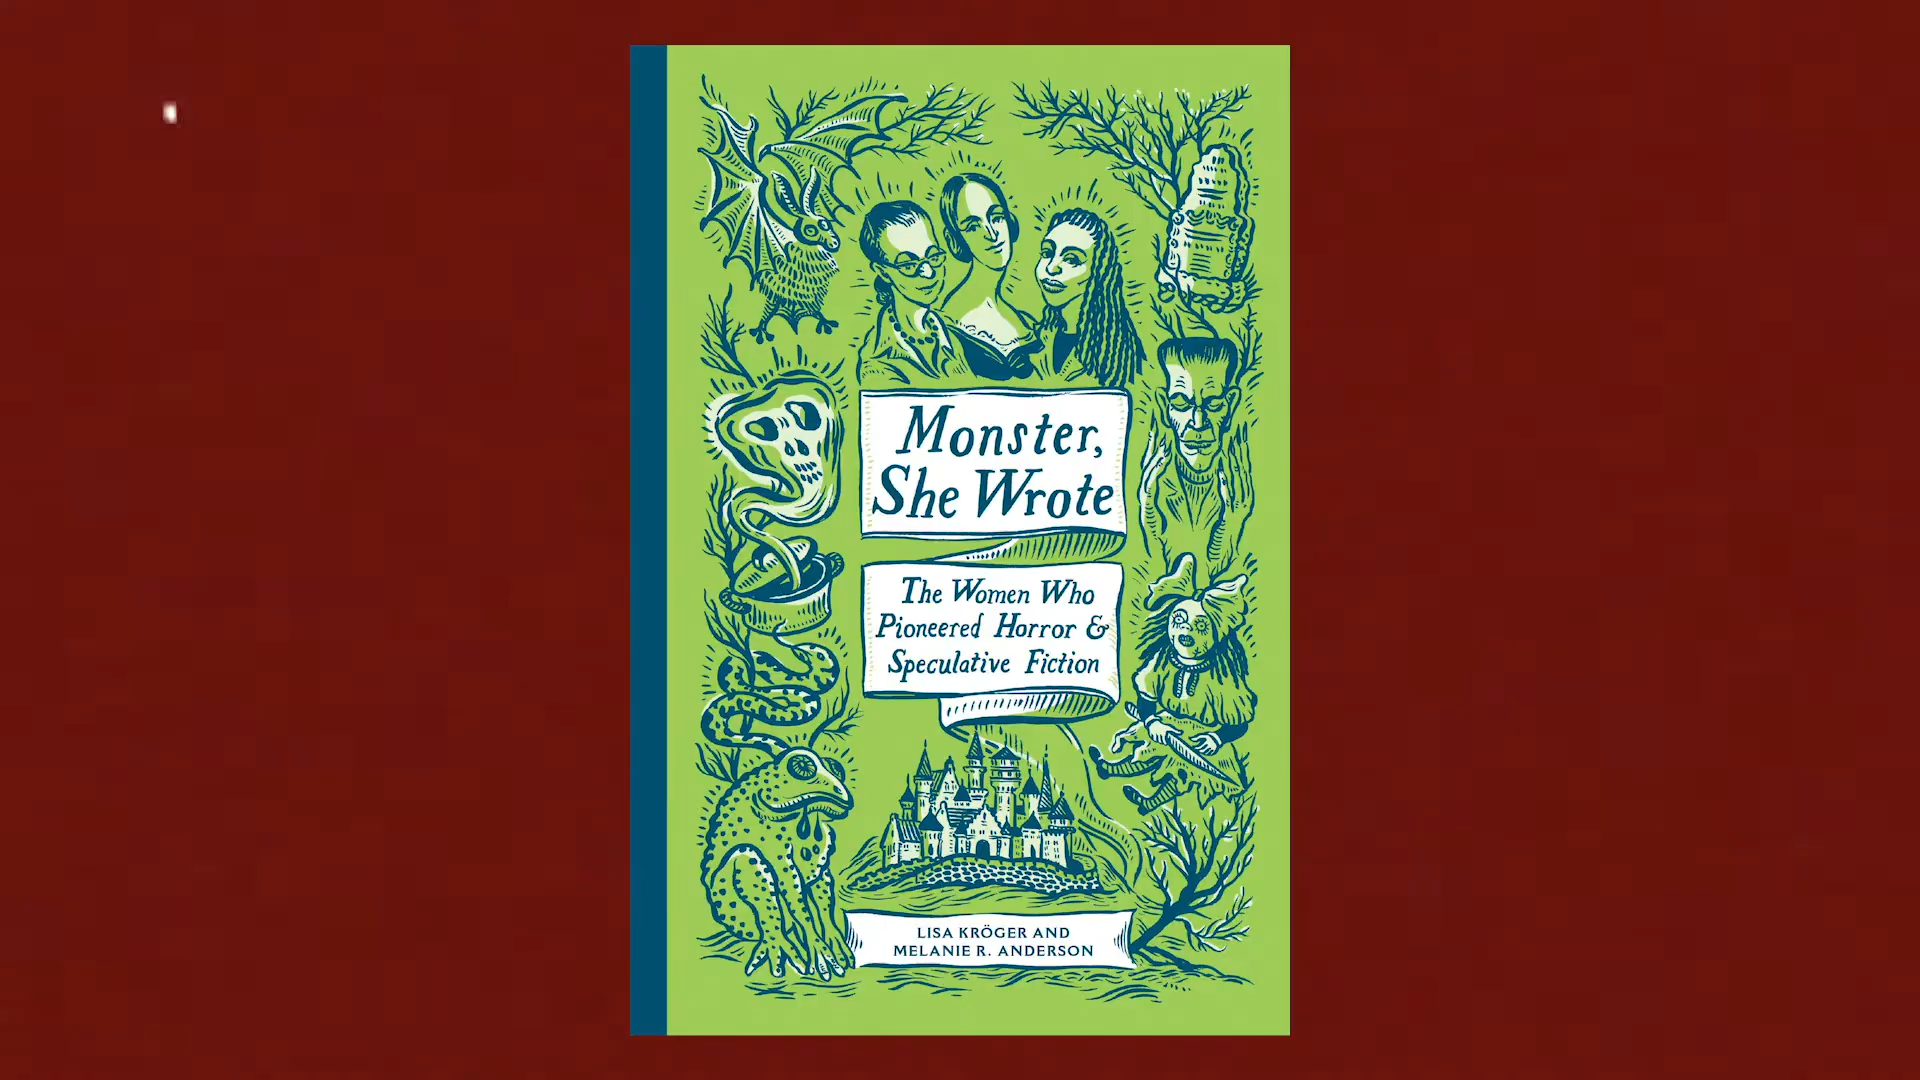 Monster,
She Wrote
The Women Who
Pioneered Horror &
Speculative Fiction
LISA KRÖGER AND
MELANIE R. ANDERSON